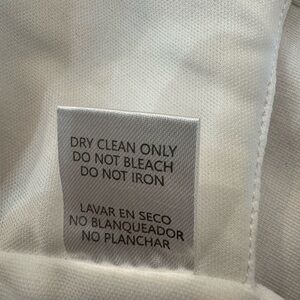 DRY CLEAN ONLY
DO NOT BLEACH
DO NOT IRON
LAVAR EN SECO
NO BLANQUEADOR
NO PLANCHAR